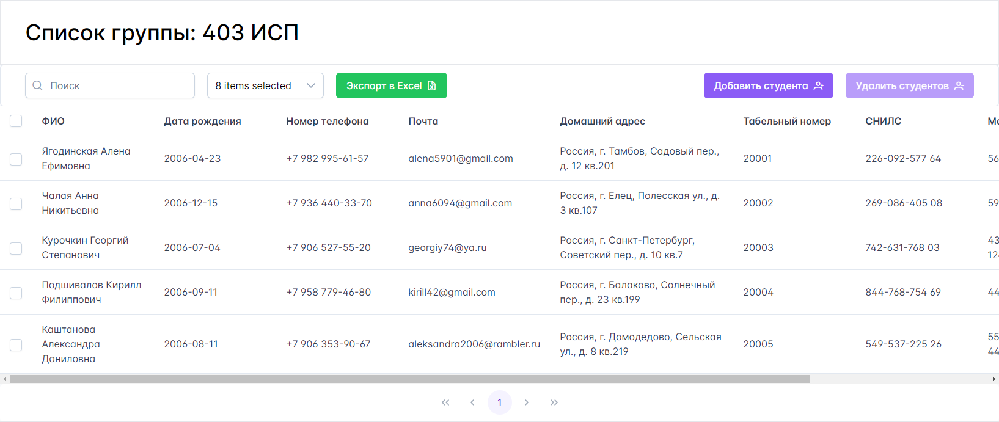 Список группы: 403 ИСП
Поиск
8 items selected
Экспорт в Excel
Добавить студента
Удалить студентов
ФИО Дата рождения Номер телефона Почта Домашний адрес Табельный номер СНИЛС
Ягодинская Алена Ефимовна 2006-04-23 +7 982 995-61-57 alena5901@gmail.com Россия, г. Тамбов, Садовый пер., д. 12 кв.201 20001 226-092-577 64 56
Чалая Анна Никитьевна 2006-12-15 +7 936 440-33-70 anna6094@gmail.com Россия, г. Елец, Полесская ул., д. 3 кв.107 20002 269-086-405 08 59
Курочкин Георгий Степанович 2006-07-04 +7 906 527-55-20 georgiy74@ya.ru Россия, г. Санкт-Петербург, Советский пер., д. 10 кв.7 20003 742-631-768 03 43
Подшивалов Кирилл Филиппович 2006-09-11 +7 958 779-46-80 kirill42@gmail.com Россия, г. Балаково, Солнечный пер., д. 23 кв.199 20004 844-768-754 69 44
Каштанова Александра Даниловна 2006-08-11 +7 906 353-90-67 aleksandra2006@rambler.ru Россия, г. Домодедово, Сельская ул., д. 8 кв.219 20005 549-537-225 26 55 44
1